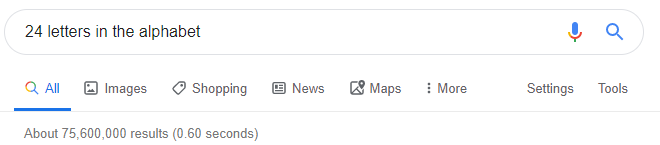 24 letters in the alphabet
All Images Shopping News Maps More Settings Tools
About 75,600,000 results (0.60 seconds)